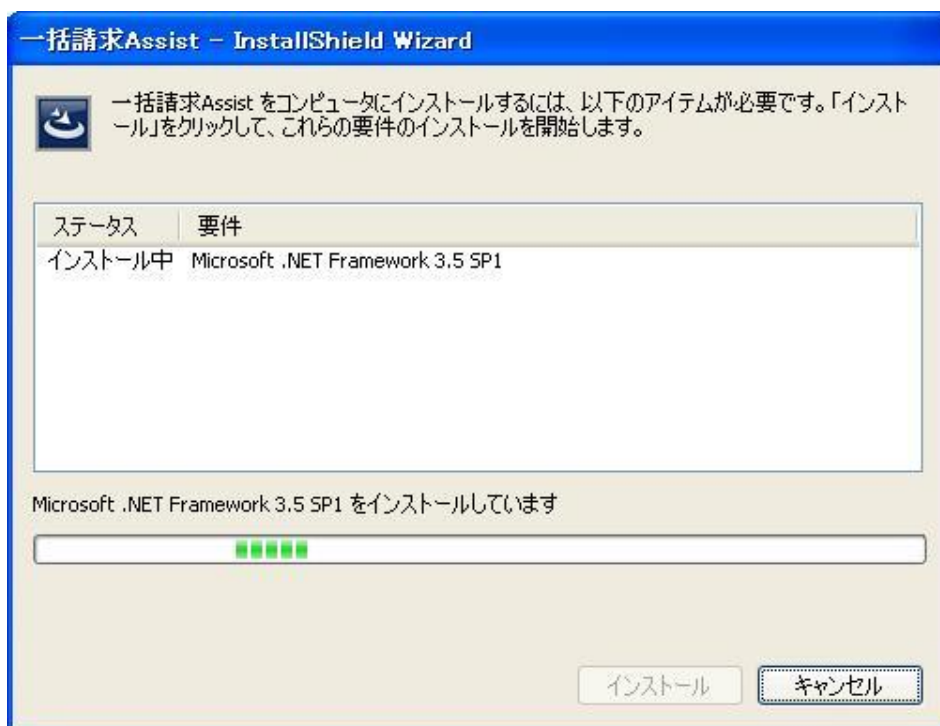 一括請求Assist - InstallShield Wizard
一括請求Assist をコンピュータにインストールするには、以下のアイテムが必要です。「インスト
ール」をクリックして、これらの要件のインストールを開始します。
ステータス 要件
インストール中 Microsoft .NET Framework 3.5 SP1
Microsoft .NET Framework 3.5 SP1 をインストールしています
インストール キャンセル